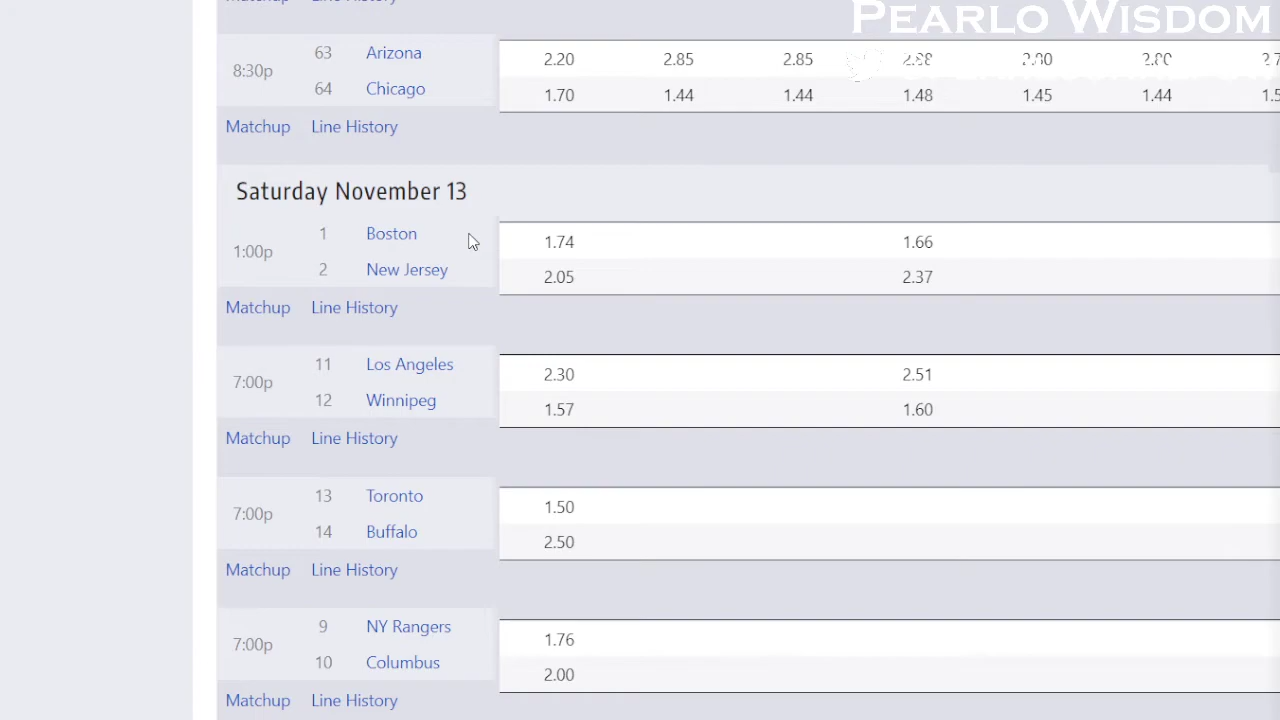 Matchup Line History
PEARLO WISDOM
8:30p
63 Arizona 2.20 2.85 2.85
64 Chicago 1.70 1.44 1.44 1.48 1.45 1.44
Matchup Line History
Saturday November 13
1:00p
1 Boston 1.74 1.66
2 New Jersey 2.05 2.37
Matchup Line History
7:00p
11 Los Angeles 2.30 2.51
12 Winnipeg 1.57 1.60
Matchup Line History
7:00p
13 Toronto 1.50
14 Buffalo 2.50
Matchup Line History
7:00p
9 NY Rangers 1.76
10 Columbus 2.00
Matchup Line History